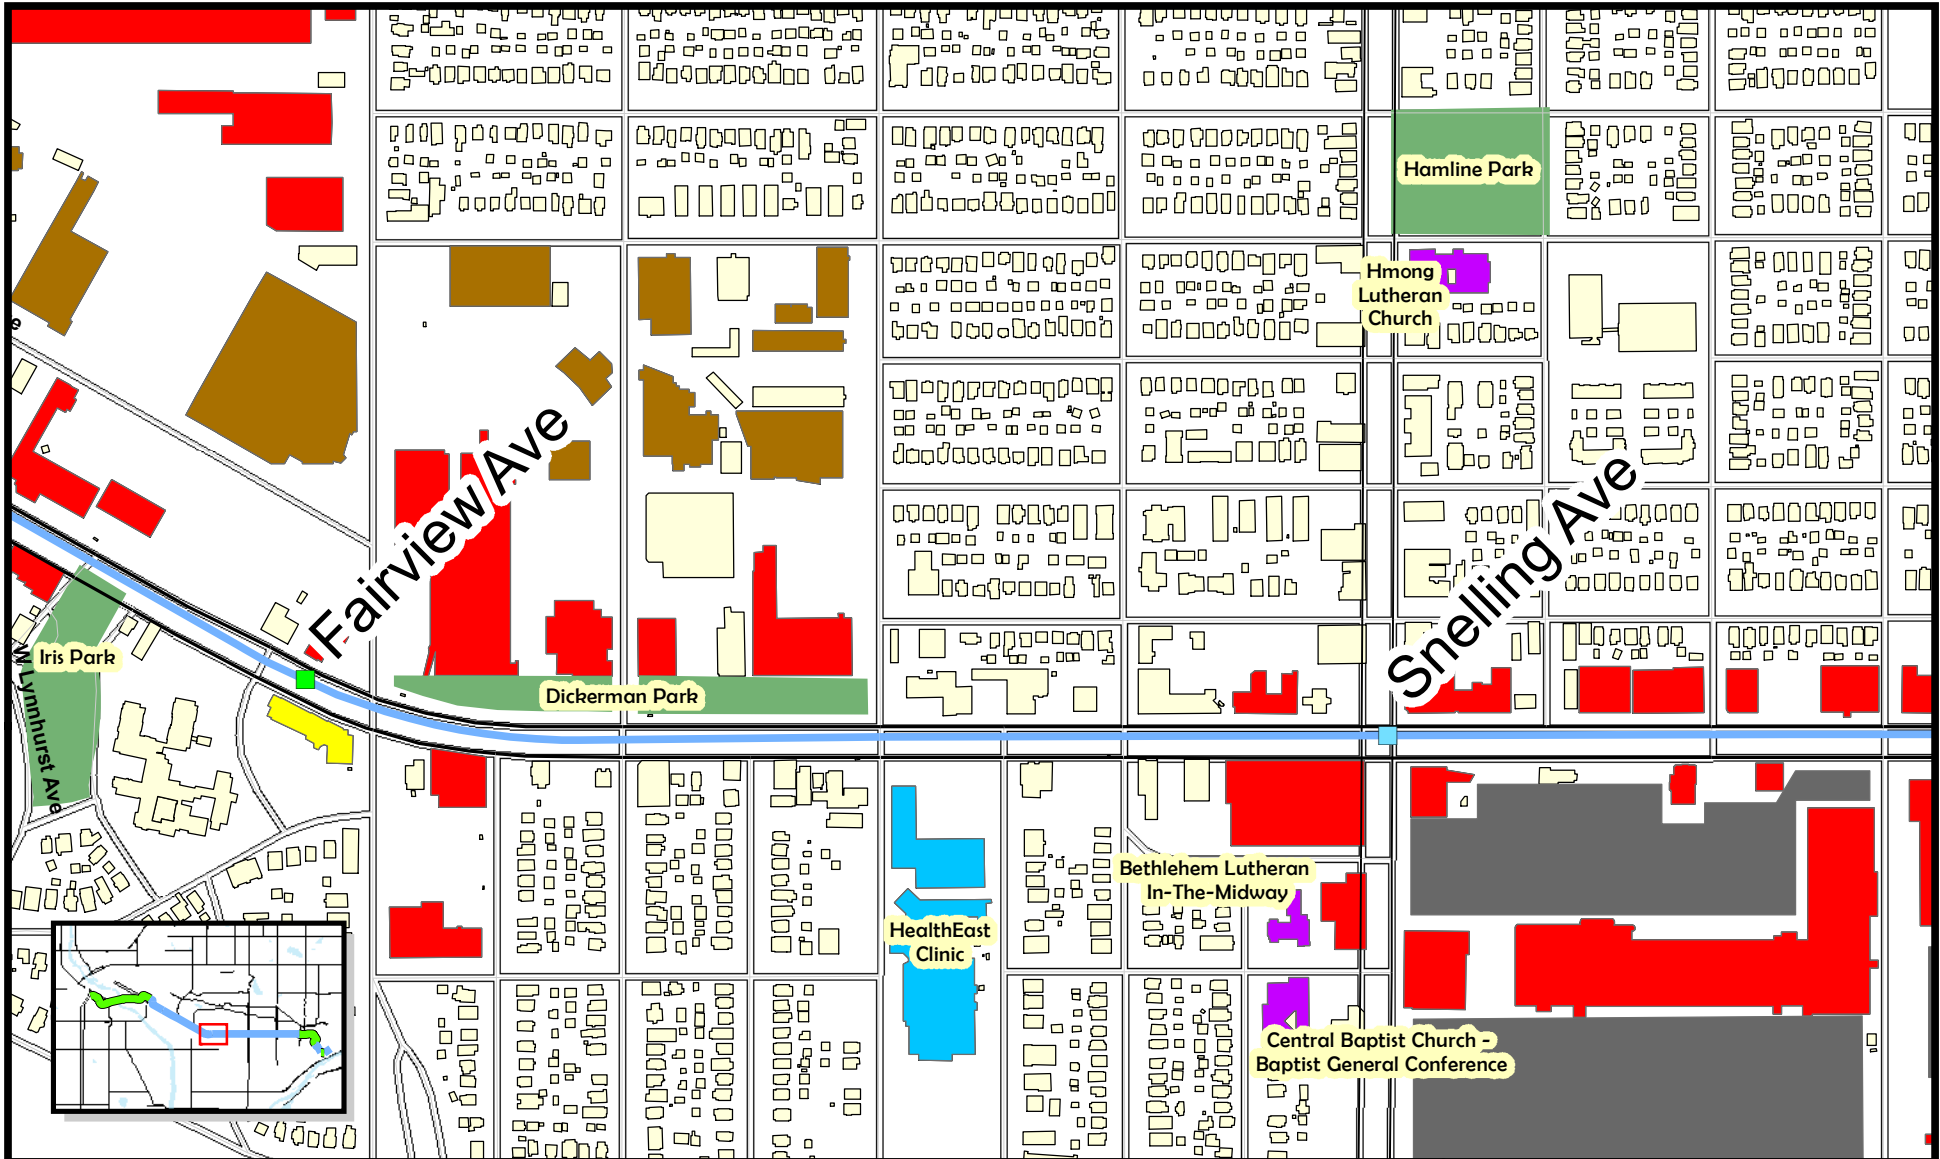 Hamline Park
Hmong
Lutheran
Church
e
Fairview Ave
Snelling Ave
Iris Park
W Lynnhurst Ave
Dickerman Park
Bethlehem Lutheran
In-The-Midway
HealthEast
Clinic
Central Baptist Church -
Baptist General Conference